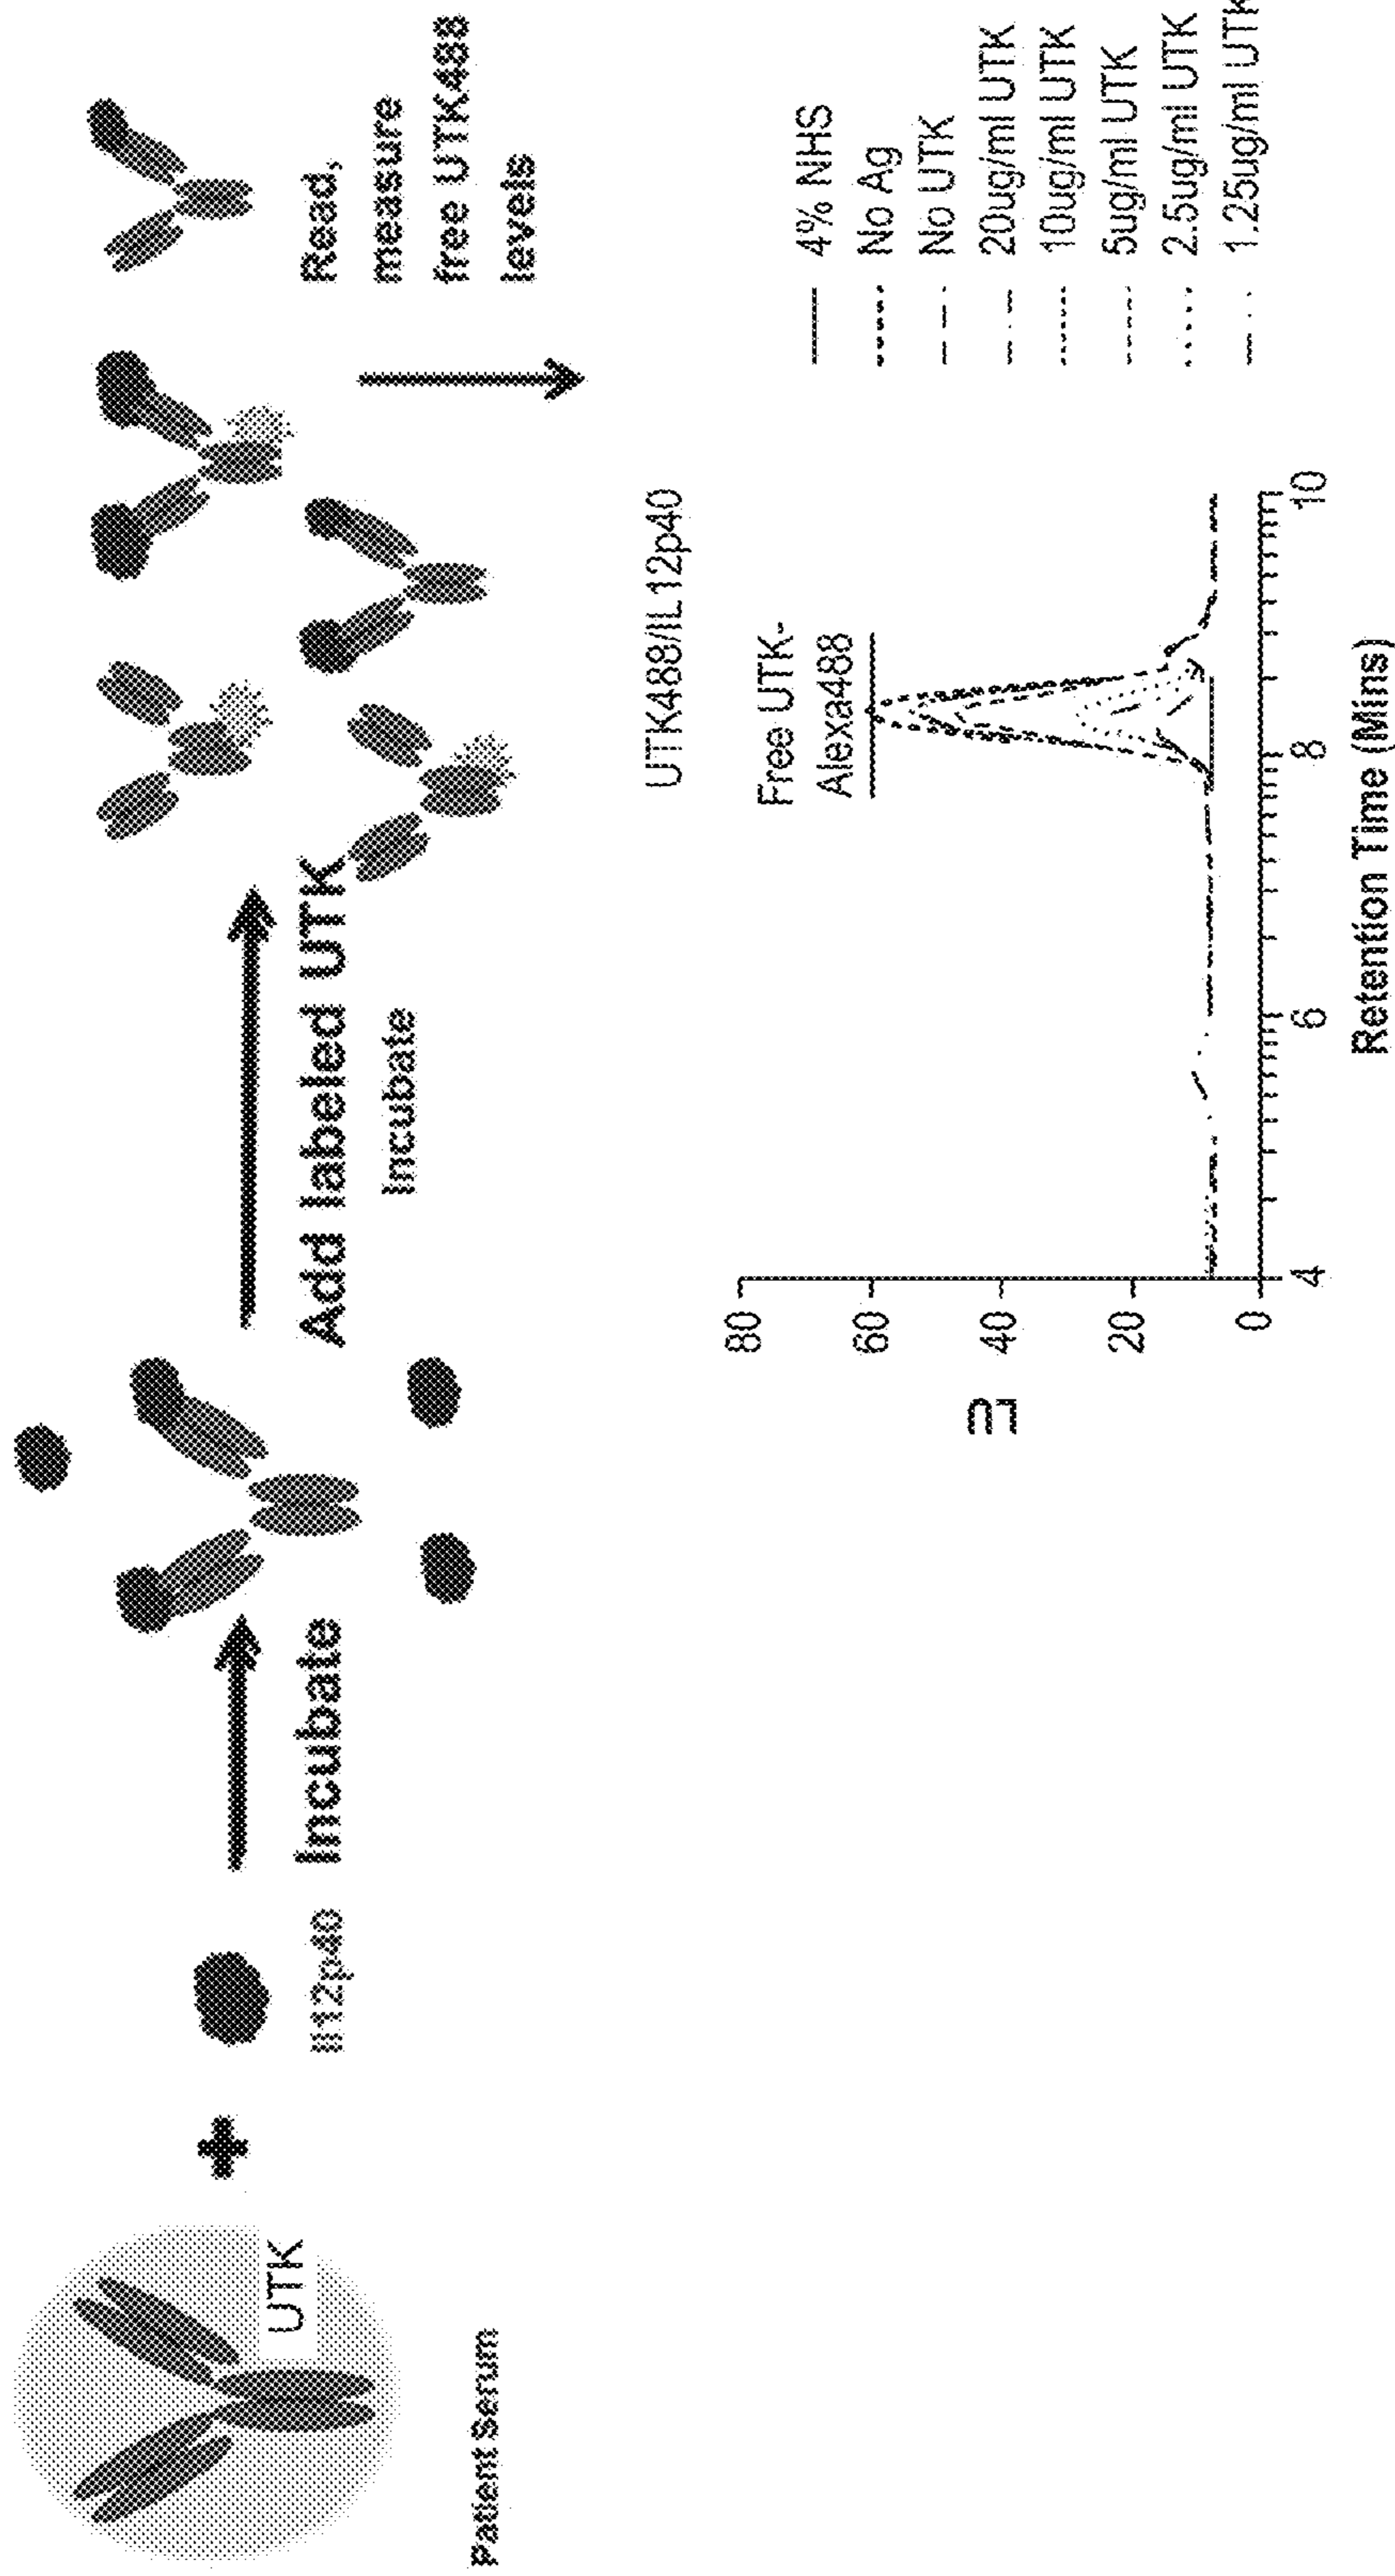 Patient Serum
UTK
Il12p40
Incubate
Add labeled UTK
Incubate
Read,
measure
free UTK488
levels
UTK488/IL12p40
Free UTK-
Alexa488
LU
80
60
40
20
0
4
6
8
10
Retention Time (Mins)
4% NHS
No Ag
No UTK
20ug/ml UTK
10ug/ml UTK
5ug/ml UTK
2.5ug/ml UTK
1.25ug/ml UTK